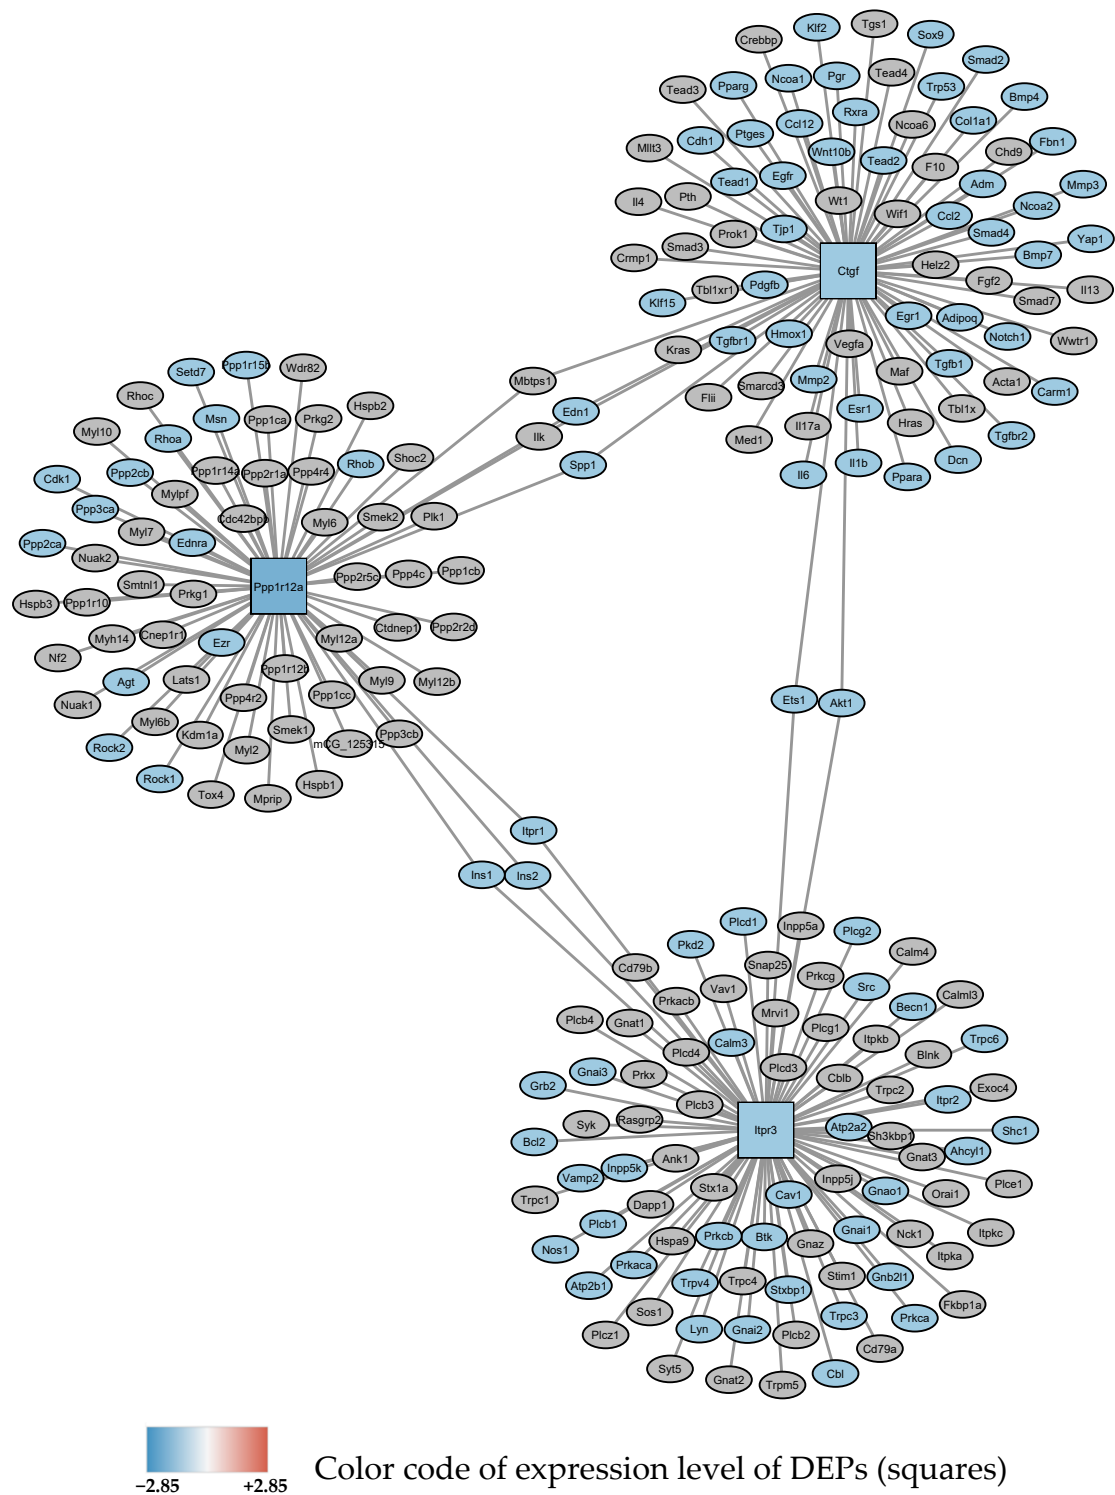 Klf2
Tgs1
Sox9
Crebbp
Smad2
Tead3
Pparg
Ncoa1
Pgr
Tead4
Trp53
Bmp4
Rxra
Ccl12
Ncoa6
Col1a1
Mllt3
Cdh1
Ptges
Wnt10b
Tead2
F10
Chd9
Fbn1
Tead1
Egfr
Adm
Mmp3
Il4
Pth
Wt1
Wif1
Ccl2
Ncoa2
Prok1
Tjp1
Smad4
Yap1
Crmp1
Smad3
Helz2
Bmp7
Ctgf
Klf15
Tbl1xr1
Pdgfb
Fgf2
Il13
Smad7
Egr1
Adipoq
Notch1
Wwtr1
Kras
Tgfbr1
Hmox1
Vegfa
Tgfb1
Mbtps1
Flii
Smarcd3
Mmp2
Maf
Acta1
Carm1
Edn1
Esr1
Tbl1x
Ilk
Med1
Il17a
Hras
Tgfbr2
Spp1
Il6
Il1b
Ppara
Dcn
Setd7
Ppp1r15b
Wdr82
Rhoc
Msn
Ppp1ca
Prkg2
Hspb2
Myl10
Rhoa
Cdk1
Ppp2cb
Ppp1r14a
Ppp2r1a
Ppp4r4
Rhob
Shoc2
Mylpf
Ppp3ca
Cdc42bpb
Myl6
Smek2
Plk1
Ppp2ca
Myl7
Ednra
Nuak2
Ppp1r12a
Ppp2r5c
Ppp4c
Ppp1cb
Hspb3
Ppp1r10
Smtnl1
Prkg1
Nf2
Myh14
Cnep1r1
Ezr
Myl12a
Ctdnep1
Ppp2r2d
Nuak1
Agt
Lats1
Ppp1r12b
Myl9
Myl12b
Ppp4r2
Ppp1cc
Rock2
Myl6b
Kdm1a
Myl2
Smek1
mCG_125315
Ppp3cb
Rock1
Tox4
Mprip
Hspb1
Ets1
Akt1
Itpr1
Ins1
Ins2
Plcd1
Inpp5a
Plcg2
Pkd2
Calm4
Cd79b
Snap25
Prkcg
Src
Vav1
Prkacb
Mrvi1
Becn1
Calml3
Plcb4
Gnat1
Plcg1
Itpkb
Trpc6
Plcd4
Calm3
Blnk
Grb2
Gnai3
Prkx
Plcd3
Cblb
Trpc2
Exoc4
Plcb3
Itpr2
Syk
Rasgrp2
Itpr3
Atp2a2
Sh3kbp1
Shc1
Bcl2
Gnat3
Ahcyl1
Vamp2
Inpp5k
Ank1
Trpc1
Stx1a
Cav1
Inpp5j
Gnao1
Orai1
Plce1
Dapp1
Nos1
Plcb1
Hspa9
Prkcb
Btk
Gnaz
Gnai1
Nck1
Itpkc
Itpka
Atp2b1
Prkaca
Trpv4
Trpc4
Stxbp1
Stim1
Gnb2l1
Fkbp1a
Plcz1
Sos1
Lyn
Gnai2
Plcb2
Trpc3
Prkca
Syt5
Gnat2
Trpm5
Cbl
Cd79a
Color code of expression level of DEPs (squares)
−2.85
+2.85